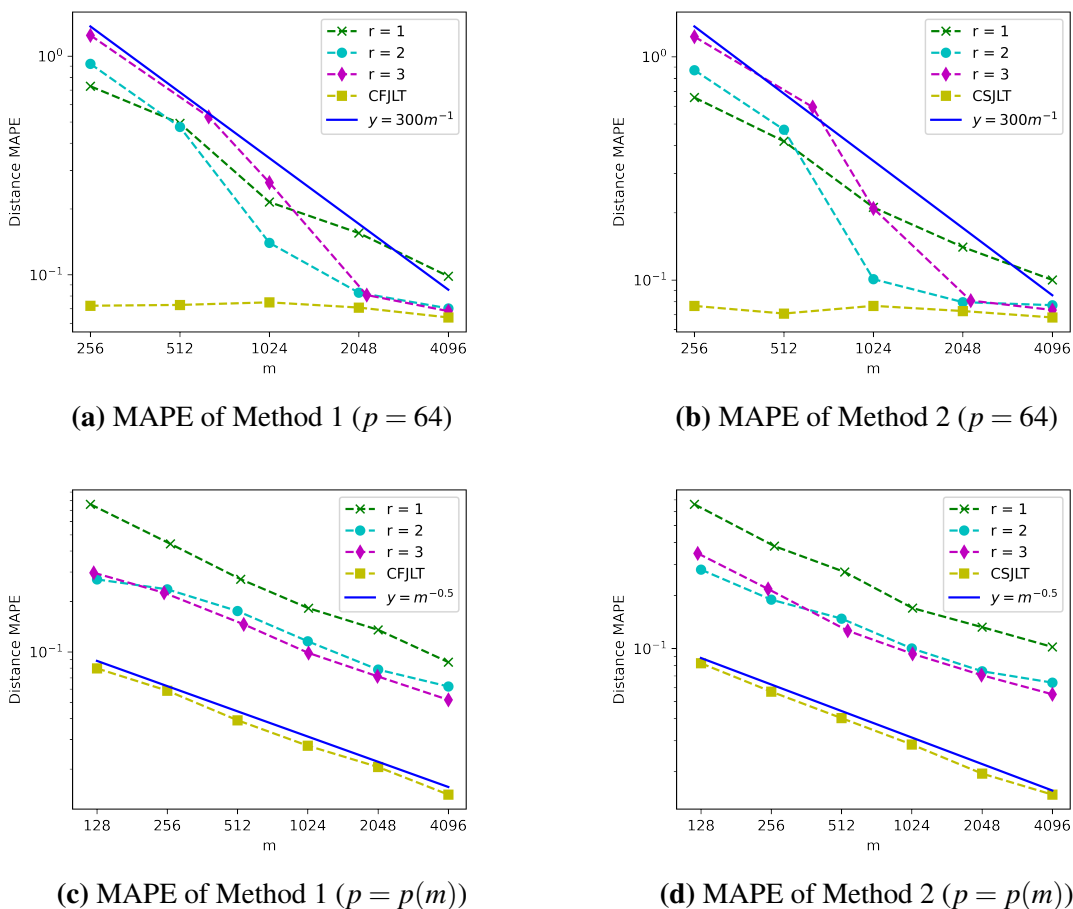 r = 1
r = 2
r = 3
CFJLT
y = 300m⁻¹
10⁰
10⁻¹
Distance MAPE
256 512 1024 2048 4096
m
(a) MAPE of Method 1 (p = 64)
r = 1
r = 2
r = 3
CSJLT
y = 300m⁻¹
10⁰
10⁻¹
Distance MAPE
256 512 1024 2048 4096
m
(b) MAPE of Method 2 (p = 64)
r = 1
r = 2
r = 3
CFJLT
y = m⁻⁰·⁵
10⁻¹
Distance MAPE
128 256 512 1024 2048 4096
m
(c) MAPE of Method 1 (p = p(m))
r = 1
r = 2
r = 3
CSJLT
y = m⁻⁰·⁵
10⁻¹
Distance MAPE
128 256 512 1024 2048 4096
m
(d) MAPE of Method 2 (p = p(m))